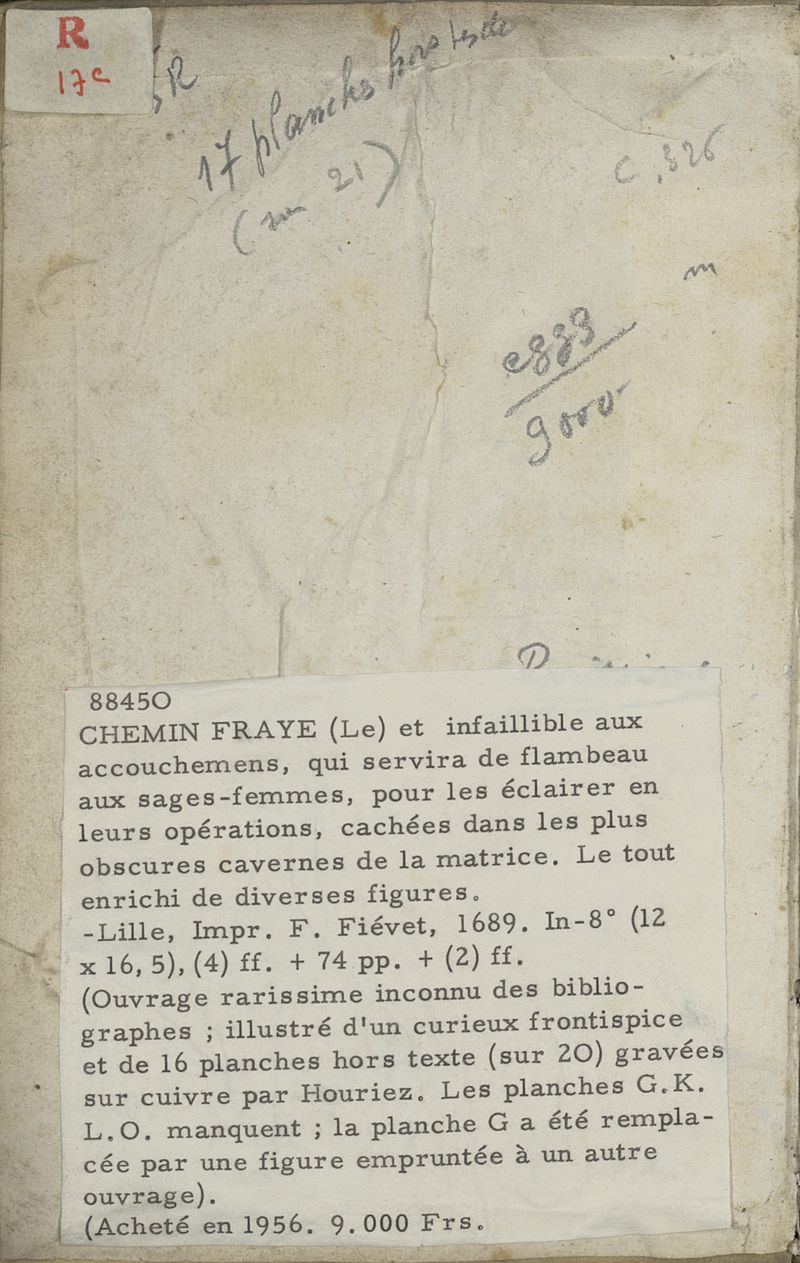 R
17c
R
17 planches hors texte
(sur 21)
C.326
m
9000
88450
CHEMIN FRAYE (Le) et infaillible aux
accouchemens, qui servira de flambeau
aux sages-femmes, pour les éclairer en
leurs opérations, cachées dans les plus
obscures cavernes de la matrice. Le tout
enrichi de diverses figures.
-Lille, Impr. F. Fiévet, 1689. In-8° (12
x 16, 5), (4) ff. + 74 pp. + (2) ff.
(Ouvrage rarissime inconnu des biblio-
graphes ; illustré d'un curieux frontispice
et de 16 planches hors texte (sur 20) gravées
sur cuivre par Houriez. Les planches G.K.
L.O. manquent ; la planche G a été rempla-
cée par une figure empruntée à un autre
ouvrage).
(Acheté en 1956. 9.000 Frs.